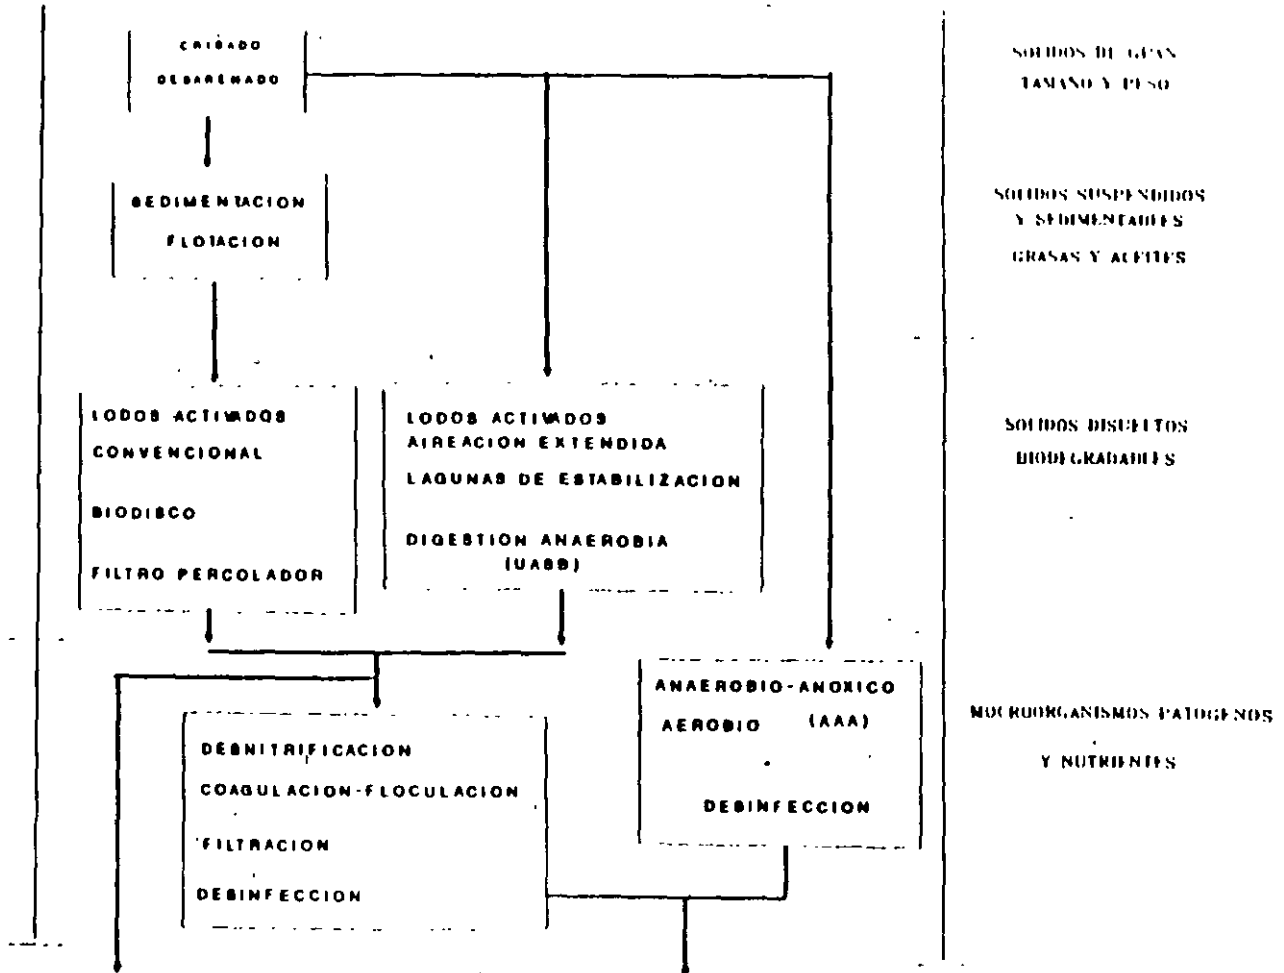 CRIBADO
DESARENADO
SOLIDOS DE GRAN
TAMAÑO Y PESO
SEDIMENTACION
FLOTACION
SOLIDOS SUSPENDIDOS
Y SEDIMENTABLES
GRASAS Y ACEITES
LODOS ACTIVADOS
CONVENCIONAL
BIODISCO
FILTRO PERCOLADOR
LODOS ACTIVADOS
AIREACION EXTENDIDA
LAGUNAS DE ESTABILIZACION
DIGESTION ANAEROBIA
(UASB)
SOLIDOS DISUELTOS
BIODEGRADABLES
ANAEROBIO-ANOXICO
AEROBIO (AAA)
DESINFECCION
MOCROORGANISMOS PATOGENOS
Y NUTRIENTES
DESNITRIFICACION
COAGULACION-FLOCULACION
FILTRACION
DESINFECCION